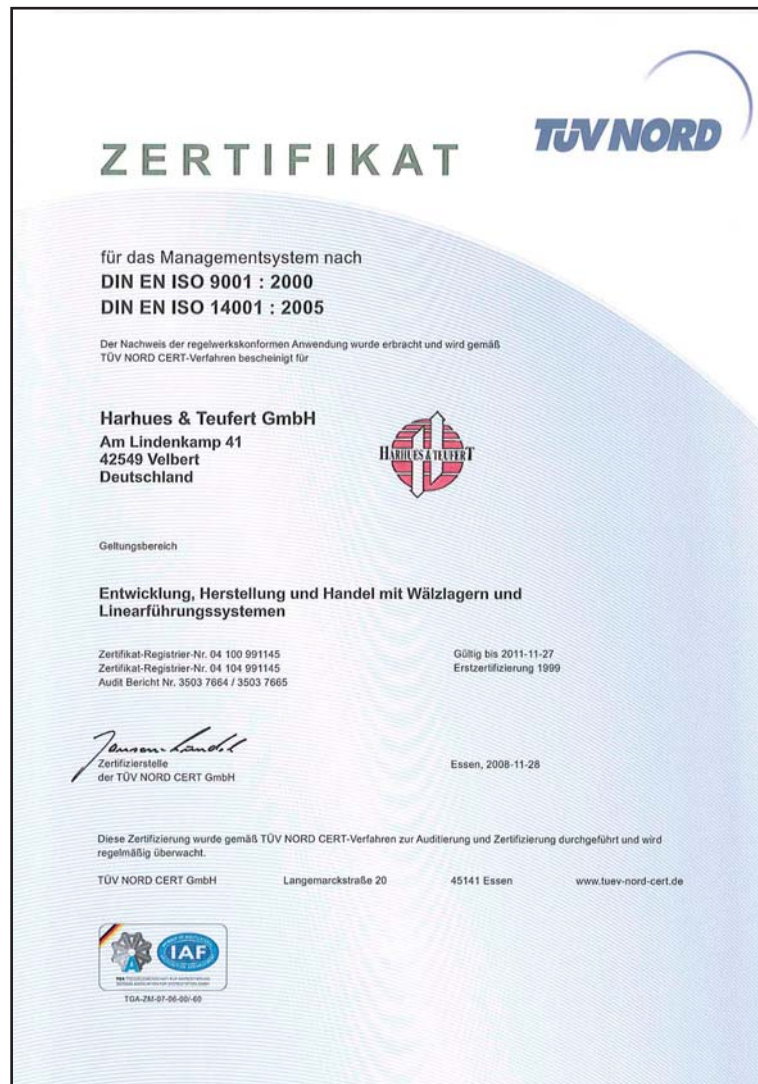 TÜV NORD
ZERTIFIKAT
für das Managementsystem nach
DIN EN ISO 9001 : 2000
DIN EN ISO 14001 : 2005
Der Nachweis der regelwerkskonformen Anwendung wurde erbracht und wird gemäß
TÜV NORD CERT-Verfahren bescheinigt für
Harhues & Teufert GmbH
Am Lindenkamp 41
42549 Velbert
Deutschland
HARHUES & TEUFERT
Geltungsbereich
Entwicklung, Herstellung und Handel mit Wälzlagern und
Linearführungssystemen
Zertifikat-Registrier-Nr. 04 100 991145
Zertifikat-Registrier-Nr. 04 104 991145
Audit Bericht Nr. 3503 7664 / 3503 7665
Gültig bis 2011-11-27
Erstzertifizierung 1999
Zertifizierstelle
der TÜV NORD CERT GmbH
Essen, 2008-11-28
Diese Zertifizierung wurde gemäß TÜV NORD CERT-Verfahren zur Auditierung und Zertifizierung durchgeführt und wird
regelmäßig überwacht.
TÜV NORD CERT GmbH Langemarckstraße 20 45141 Essen www.tuev-nord-cert.de
IAF
TGA-ZM-07-06-00/-60